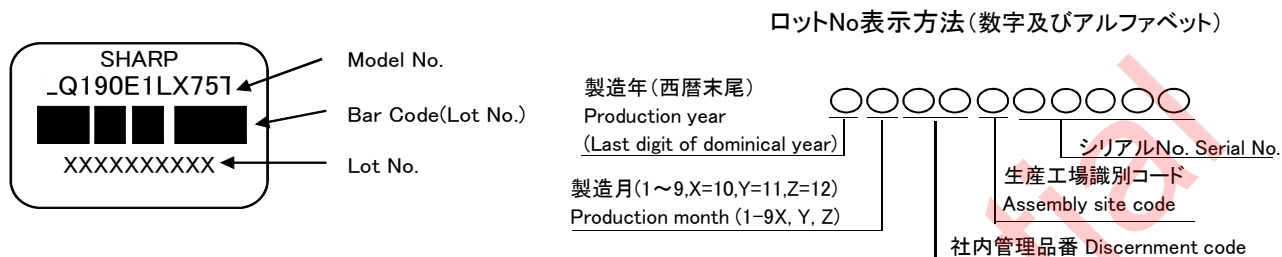 ロットNo表示方法(数字及びアルファベット)
SHARP
_Q190E1LX75T
XXXXXXXXXX
Model No.
Bar Code(Lot No.)
Lot No.
製造年(西暦末尾)
Production year
(Last digit of dominical year)
製造月(1~9,X=10,Y=11,Z=12)
Production month (1-9X, Y, Z)
シリアルNo. Serial No.
生産工場識別コード
Assembly site code
社内管理品番 Discernment code